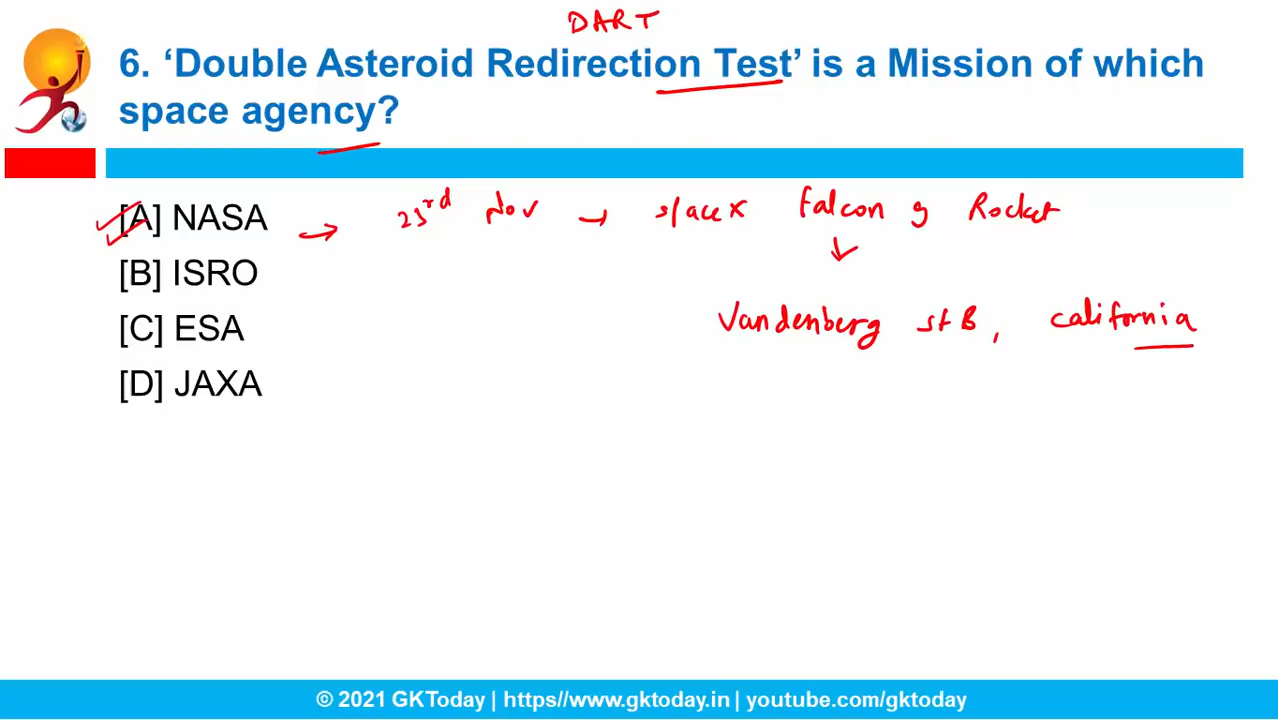 DART
6. ‘Double Asteroid Redirection Test’ is a Mission of which
space agency?
[A] NASA → 23rd Nov → spaceX Falcon 9 Rocket
[B] ISRO
Vandenberg sfB, california
[C] ESA
[D] JAXA
© 2021 GKToday | https//www.gktoday.in | youtube.com/gktoday